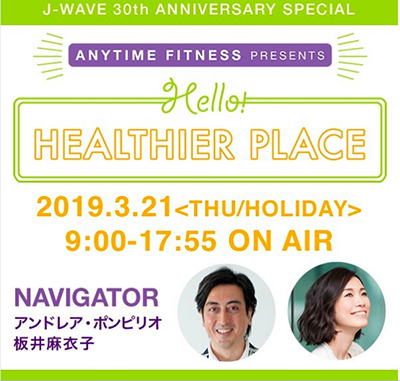 J-WAVE 30th ANNIVERSARY SPECIAL
ANYTIME FITNESS PRESENTS
Hello!
HEALTHIER PLACE
2019.3.21<THU/HOLIDAY>
9:00-17:55 ON AIR
NAVIGATOR
アンドレア・ポンピリオ
板井麻衣子